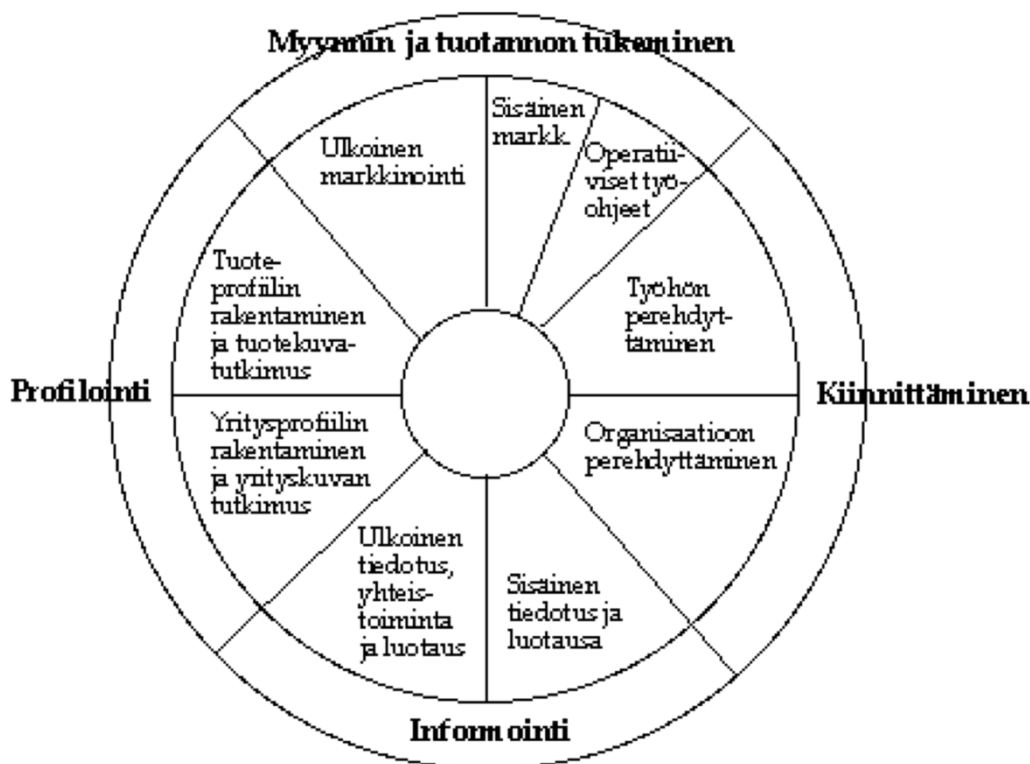 Myynnin ja tuotannon tukeminen
Sisäinen
markk.
Ulkoinen
markkinointi
Operatii-
viset työ-
ohjeet
Tuote-
profiilin
rakentaminen
ja tuotekuva-
tutkimus
Työhön
perehdyt-
täminen
Profilointi
Kiinnittäminen
Yritysprofiilin
rakentaminen
ja yrityskuvan
tutkimus
Organisaatioon
perehdyttäminen
Ulkoinen
tiedotus,
yhteis-
toiminta
ja luotaus
Sisäinen
tiedotus ja
luotausa
Informointi